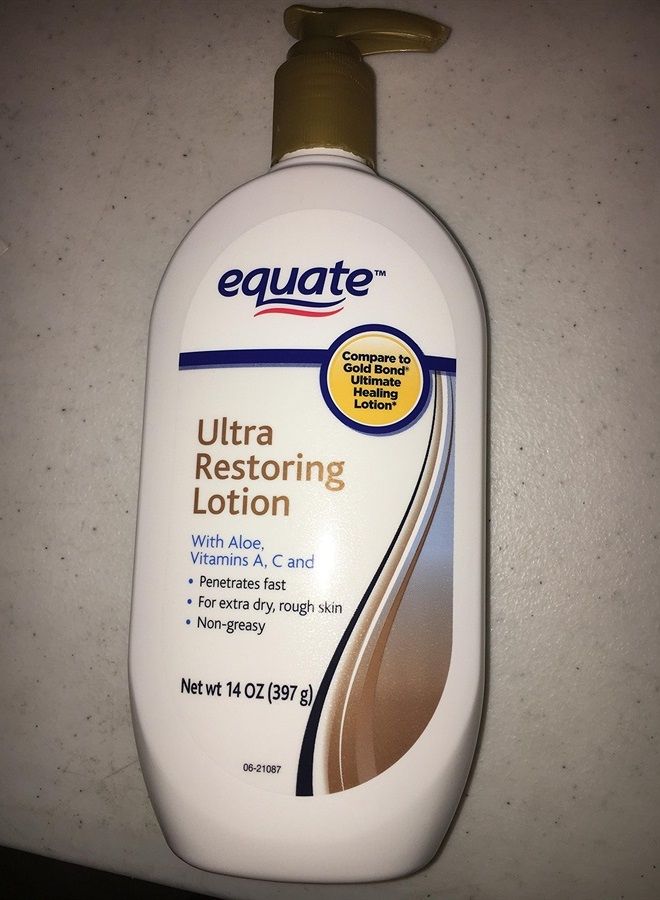 equate™
Compare to
Gold Bond®
Ultimate
Healing
Lotion*
Ultra
Restoring
Lotion
With Aloe,
Vitamins A, C and
• Penetrates fast
• For extra dry, rough skin
• Non-greasy
Net wt 14 OZ (397 g)
06-21087